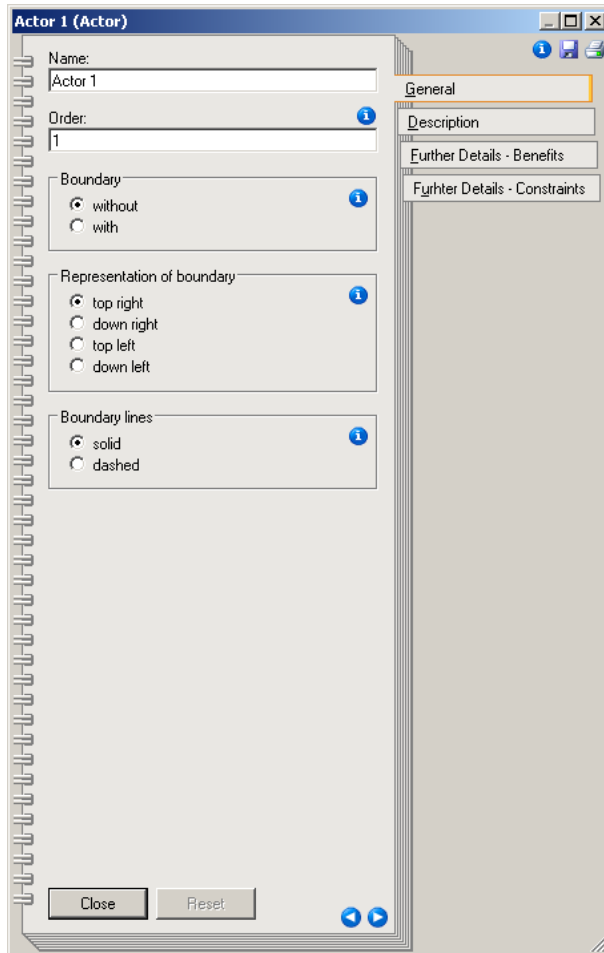 Actor 1 (Actor)
Name:
Actor 1
Order:
1
Boundary
without
with
Representation of boundary
top right
down right
top left
down left
Boundary lines
solid
dashed
Close
Reset
General
Description
Further Details - Benefits
Furhter Details - Constraints